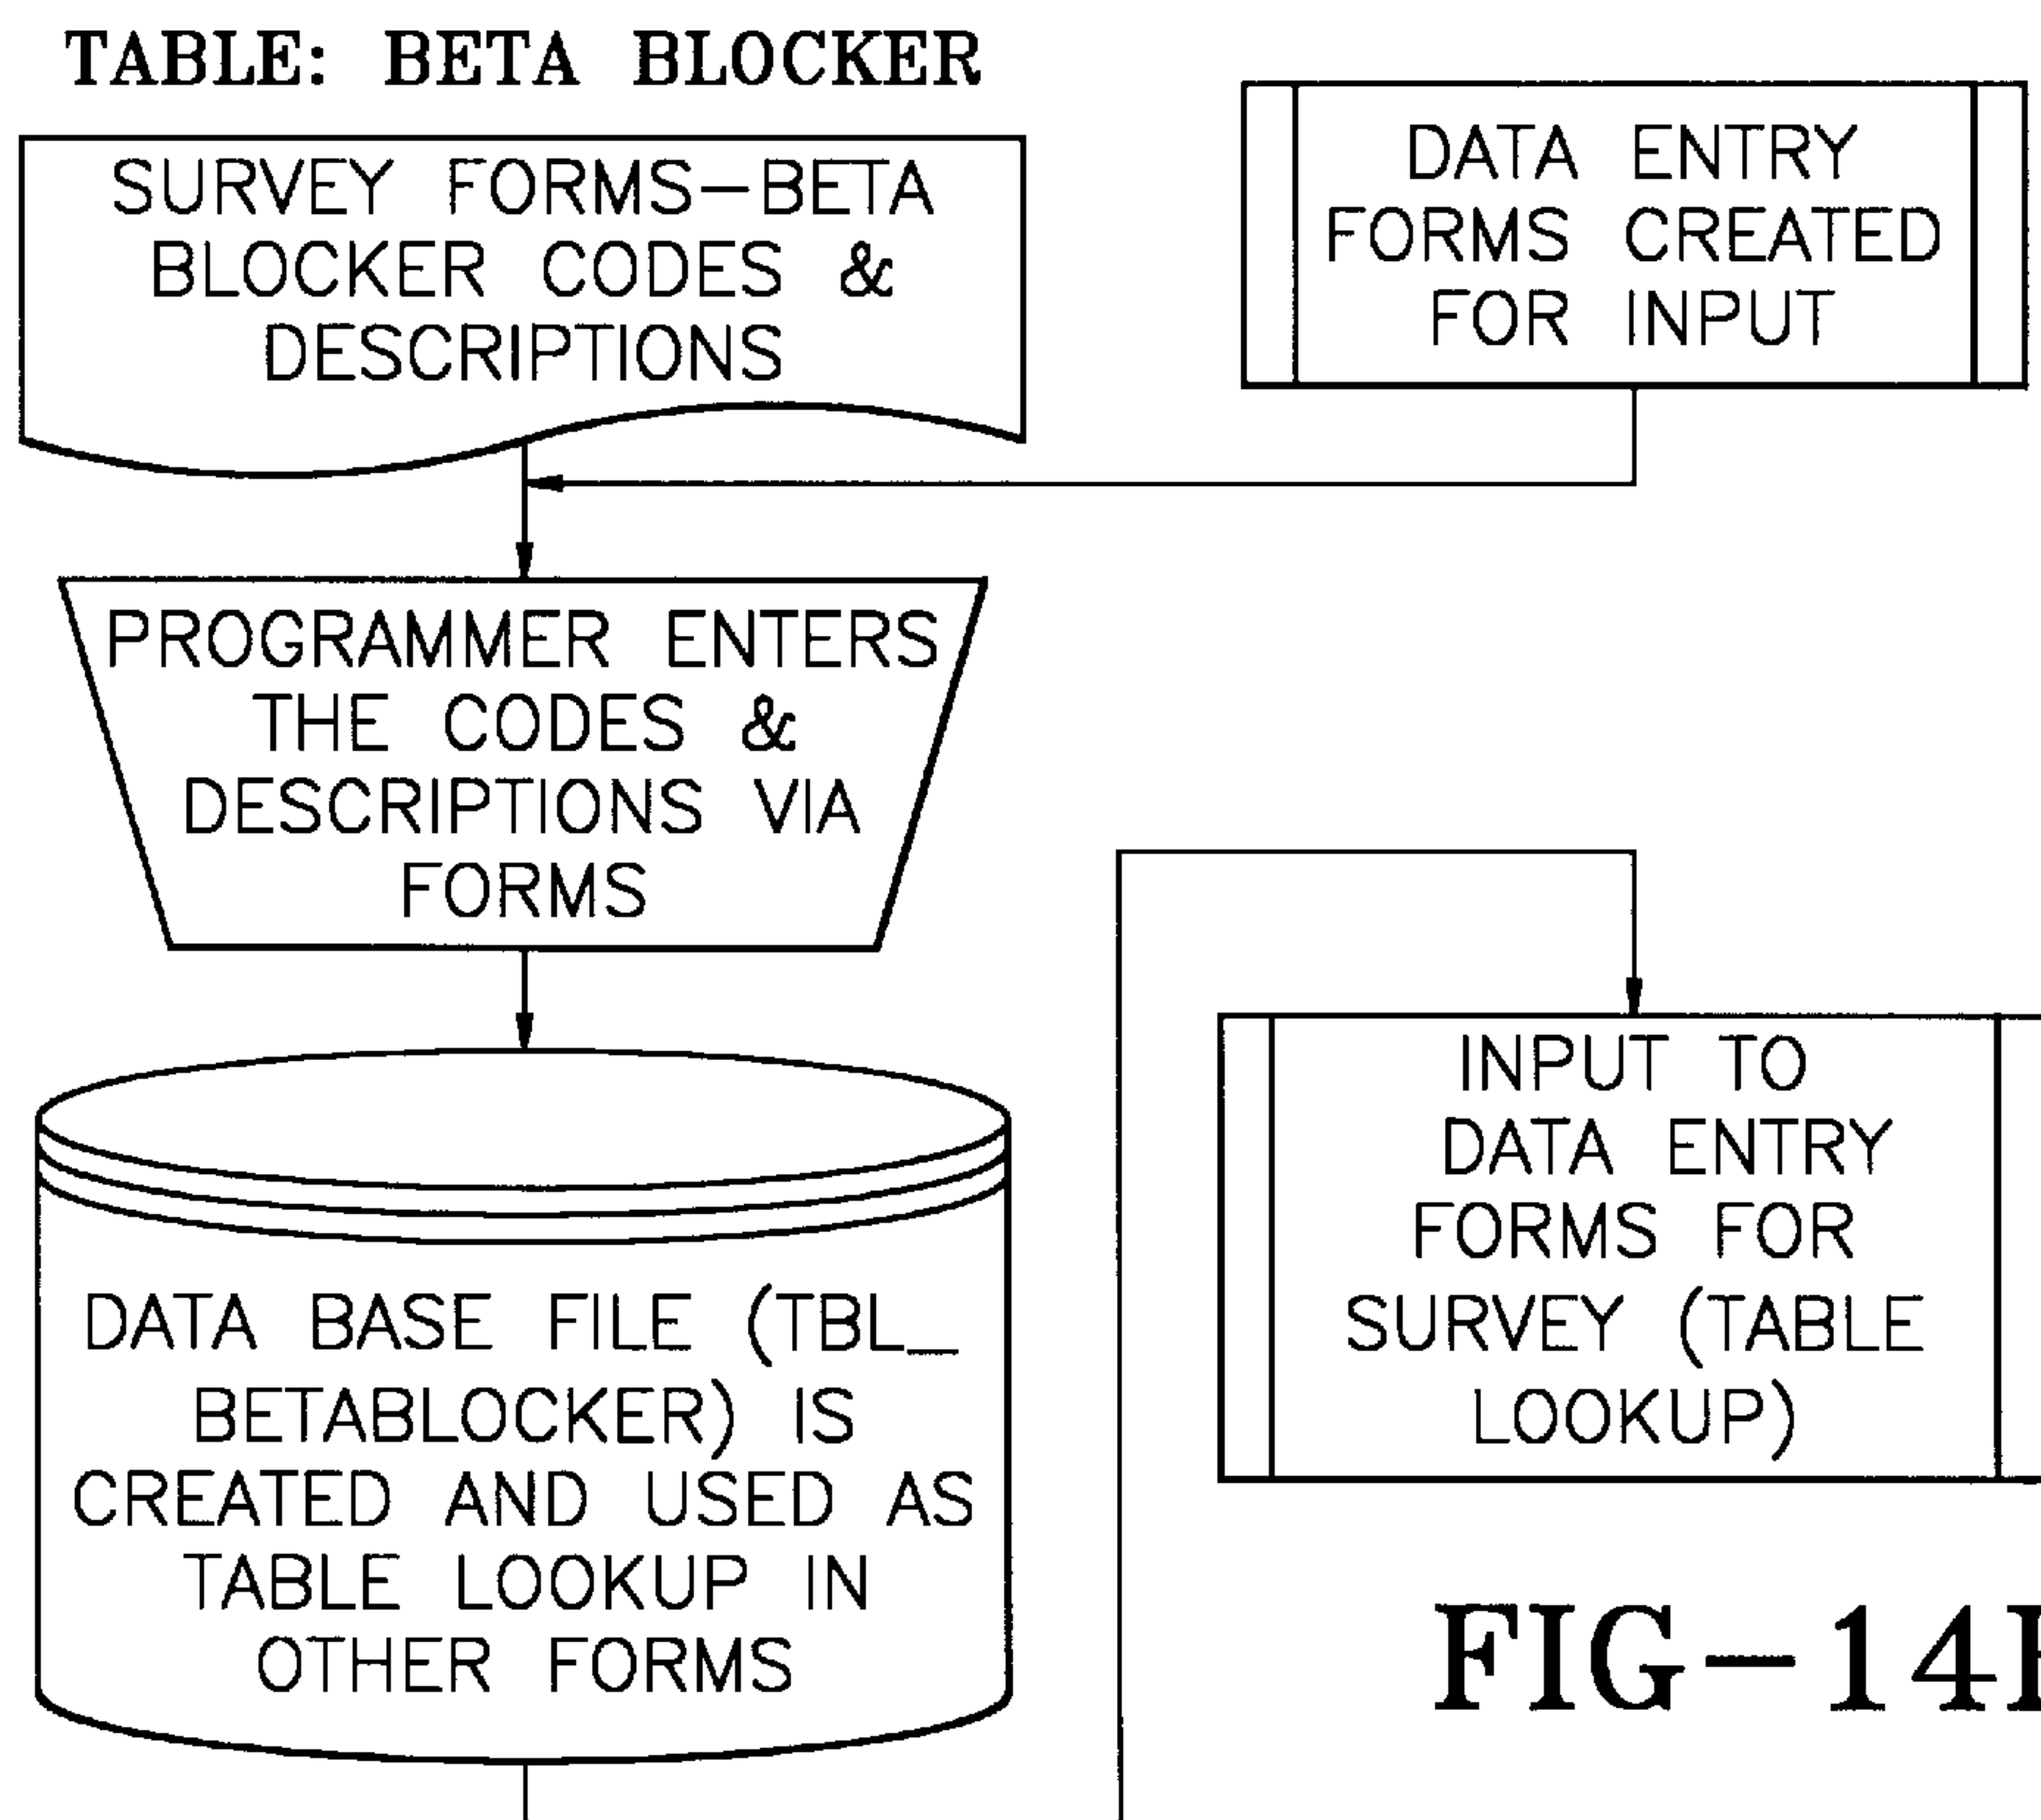 TABLE: BETA BLOCKER
SURVEY FORMS-BETA
BLOCKER CODES &
DESCRIPTIONS
DATA ENTRY
FORMS CREATED
FOR INPUT
PROGRAMMER ENTERS
THE CODES &
DESCRIPTIONS VIA
FORMS
DATA BASE FILE (TBL_
BETABLOCKER) IS
CREATED AND USED AS
TABLE LOOKUP IN
OTHER FORMS
INPUT TO
DATA ENTRY
FORMS FOR
SURVEY (TABLE
LOOKUP)
FIG-14